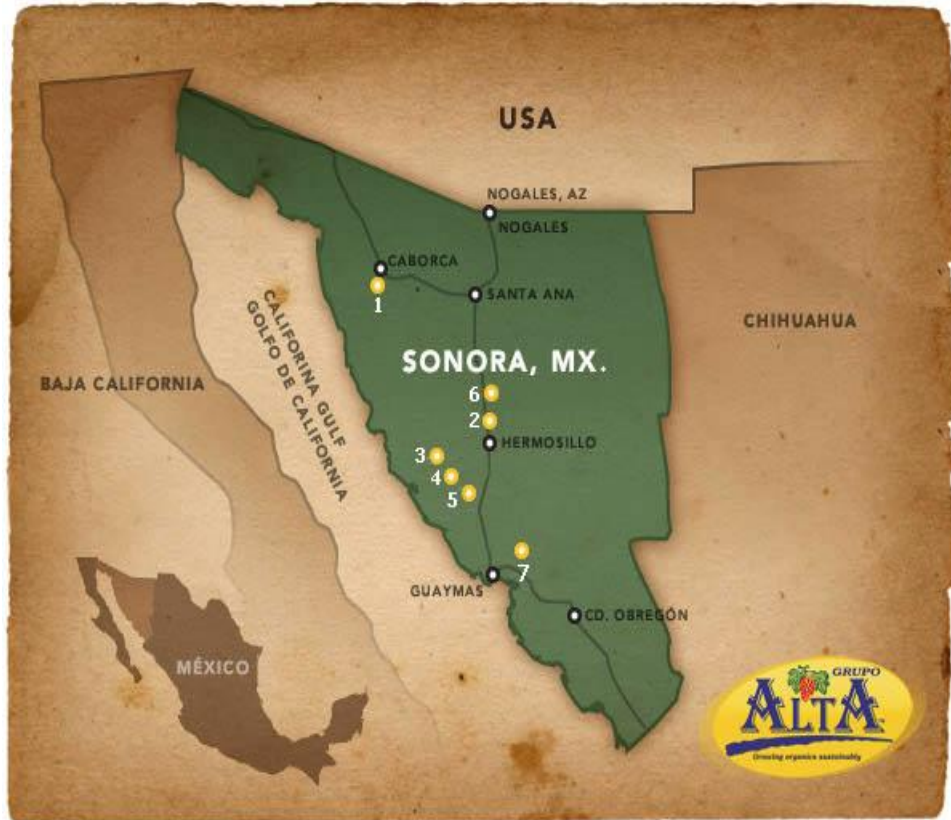 USA
NOGALES, AZ
NOGALES
CABORCA
1
SANTA ANA
CALIFORINA GULF
GOLFO DE CALIFORNIA
CHIHUAHUA
SONORA, MX.
BAJA CALIFORNIA
6
2
HERMOSILLO
3
4
5
7
GUAYMAS
CD. OBREGÓN
MÉXICO
GRUPO
ALTA
Growing organics sustainably